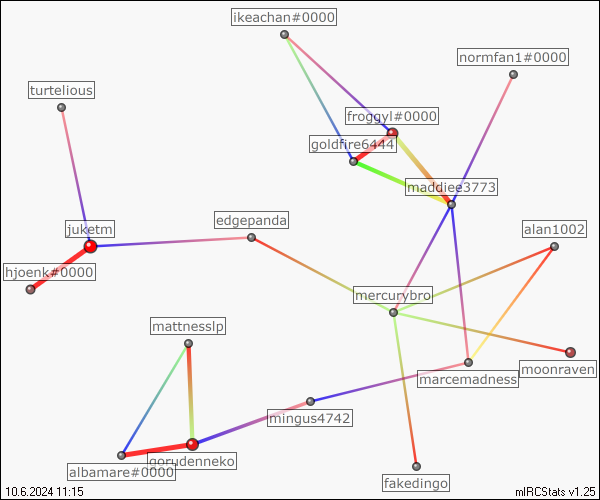 ikeachan#0000
normfan1#0000
turtelious
froggyl#0000
goldfire6444
maddiee3773
edgepanda
juketm
alan1002
hjoenk#0000
mercurybro
mattnesslp
moonraven
marcemadness
mingus4742
gorudenneko
albamare#0000
fakedingo
10.6.2024 11:15
mIRCStats v1.25